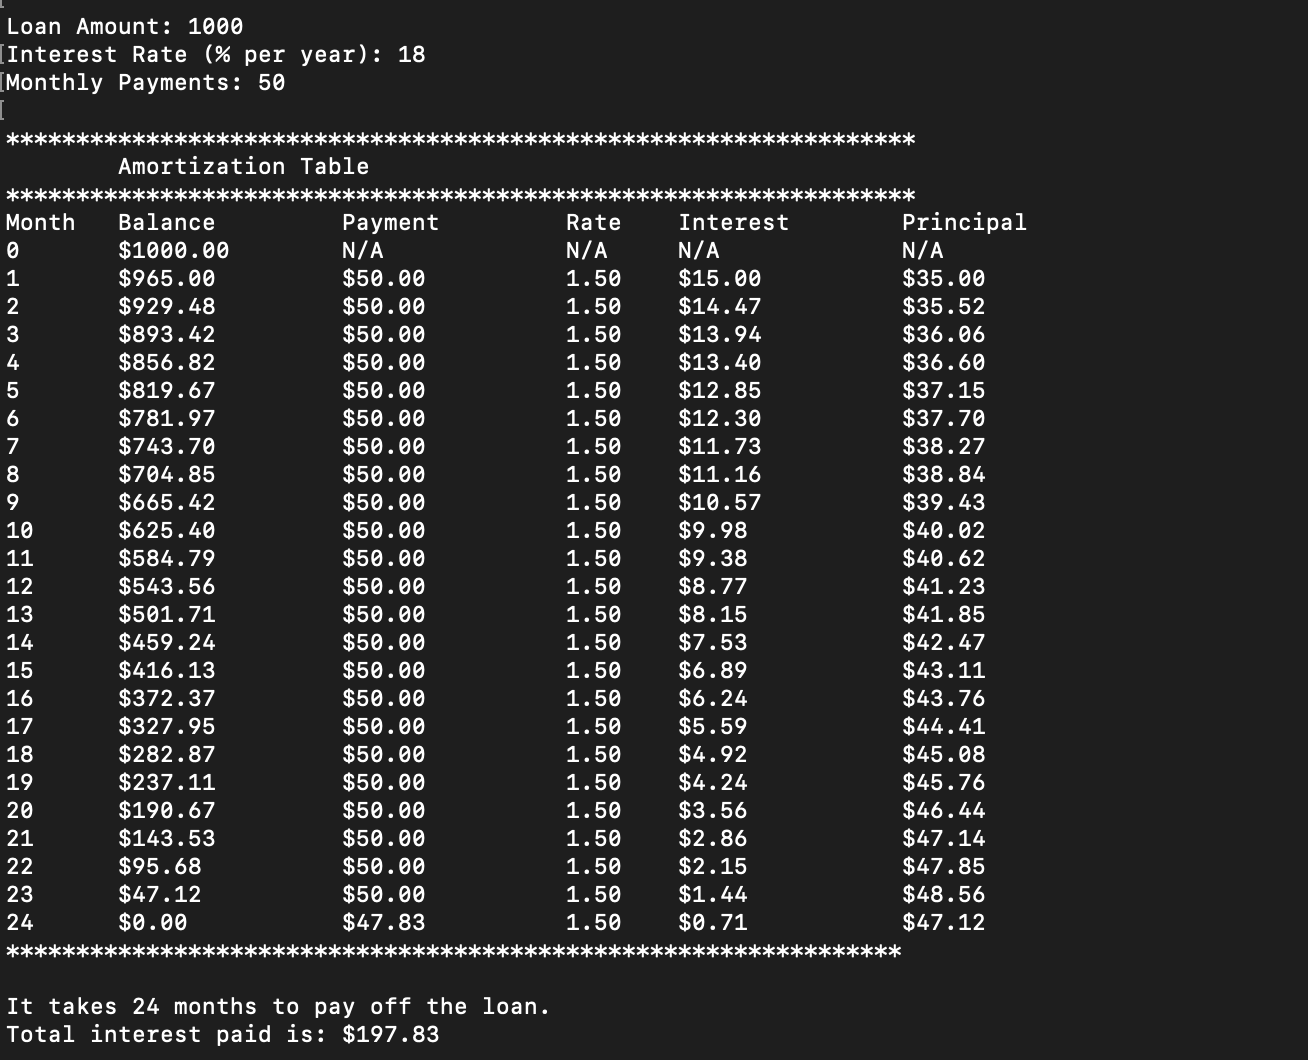 Loan Amount: 1000
Interest Rate (% per year): 18
Monthly Payments: 50
*****************************************************************
Amortization Table
*****************************************************************
Month Balance Payment Rate Interest Principal
0 $1000.00 N/A N/A N/A N/A
1 $965.00 $50.00 1.50 $15.00 $35.00
2 $929.48 $50.00 1.50 $14.47 $35.52
3 $893.42 $50.00 1.50 $13.94 $36.06
4 $856.82 $50.00 1.50 $13.40 $36.60
5 $819.67 $50.00 1.50 $12.85 $37.15
6 $781.97 $50.00 1.50 $12.30 $37.70
7 $743.70 $50.00 1.50 $11.73 $38.27
8 $704.85 $50.00 1.50 $11.16 $38.84
9 $665.42 $50.00 1.50 $10.57 $39.43
10 $625.40 $50.00 1.50 $9.98 $40.02
11 $584.79 $50.00 1.50 $9.38 $40.62
12 $543.56 $50.00 1.50 $8.77 $41.23
13 $501.71 $50.00 1.50 $8.15 $41.85
14 $459.24 $50.00 1.50 $7.53 $42.47
15 $416.13 $50.00 1.50 $6.89 $43.11
16 $372.37 $50.00 1.50 $6.24 $43.76
17 $327.95 $50.00 1.50 $5.59 $44.41
18 $282.87 $50.00 1.50 $4.92 $45.08
19 $237.11 $50.00 1.50 $4.24 $45.76
20 $190.67 $50.00 1.50 $3.56 $46.44
21 $143.53 $50.00 1.50 $2.86 $47.14
22 $95.68 $50.00 1.50 $2.15 $47.85
23 $47.12 $50.00 1.50 $1.44 $48.56
24 $0.00 $47.83 1.50 $0.71 $47.12
****************************************************************
It takes 24 months to pay off the loan.
Total interest paid is: $197.83